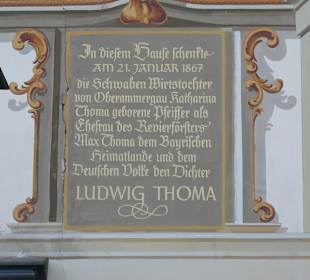 In diesem Hause schenkte
AM 21. JANUAR 1867
die Schwaben Wirtstochter
von Oberammergau Katharina
Thoma geborene Pfeiffer als
Ehefrau des Revierförsters
Max Thoma dem Bayrischen
Heimatlande und dem
Deutschen Volke den Dichter
LUDWIG THOMA